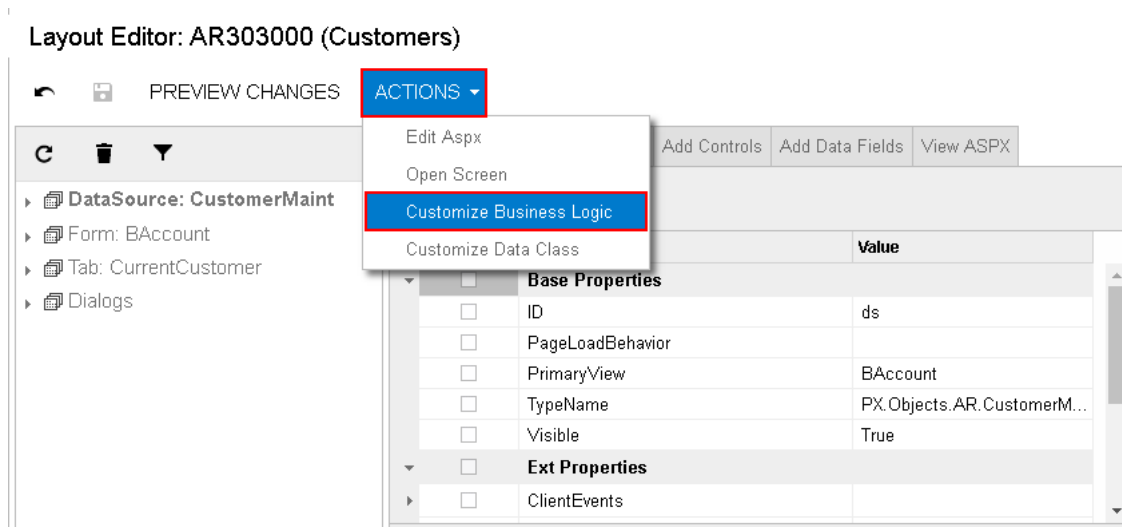 Layout Editor: AR303000 (Customers)
PREVIEW CHANGES ACTIONS
Edit Aspx
Open Screen
Customize Business Logic
Customize Data Class
Add Controls Add Data Fields View ASPX
DataSource: CustomerMaint
Form: BAccount
Tab: CurrentCustomer
Dialogs
Value
Base Properties
ID ds
PageLoadBehavior
PrimaryView BAccount
TypeName PX.Objects.AR.CustomerM...
Visible True
Ext Properties
ClientEvents